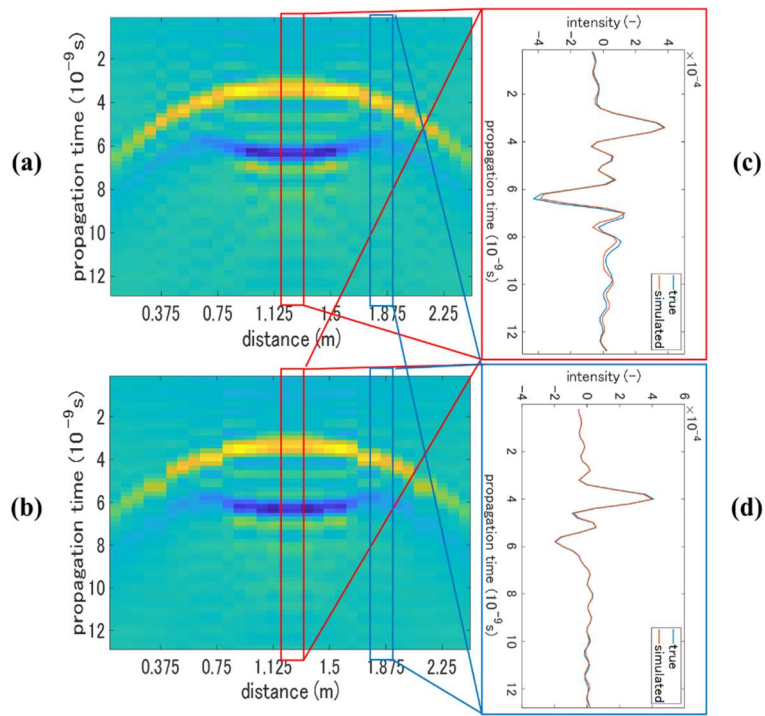 (a)
propagation time (10⁻⁹s)
2
4
6
8
10
12
0.375 0.75 1.125 1.5 1.875 2.25
distance (m)
(c)
intensity (-)
-4 -2 0 2 4
×10⁻⁴
propagation time (10⁻⁹s)
2
4
6
8
10
12
true
simulated
(b)
propagation time (10⁻⁹s)
2
4
6
8
10
12
0.375 0.75 1.125 1.5 1.875 2.25
distance (m)
(d)
intensity (-)
-4 -2 0 2 4 6
×10⁻⁴
propagation time (10⁻⁹s)
2
4
6
8
10
12
true
simulated